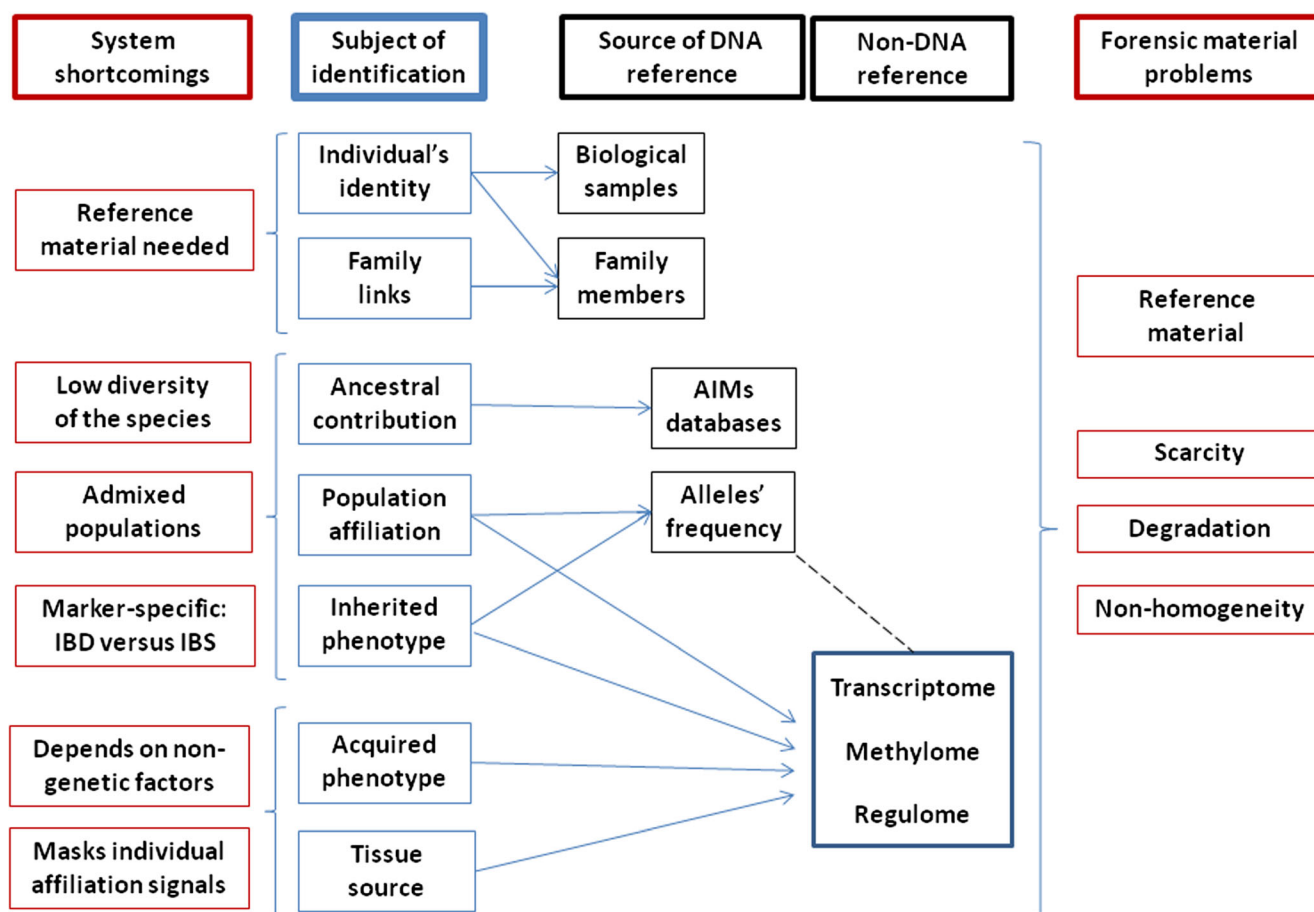 System
shortcomings
Subject of
identification
Source of DNA
reference
Non-DNA
reference
Forensic material
problems
Reference
material needed
Individual's
identity
Biological
samples
Family
links
Family
members
Reference
material
Low diversity
of the species
Ancestral
contribution
AIMs
databases
Scarcity
Admixed
populations
Population
affiliation
Alleles'
frequency
Degradation
Marker-specific:
IBD versus IBS
Inherited
phenotype
Non-homogeneity
Transcriptome
Methylome
Regulome
Depends on non-
genetic factors
Acquired
phenotype
Masks individual
affiliation signals
Tissue
source